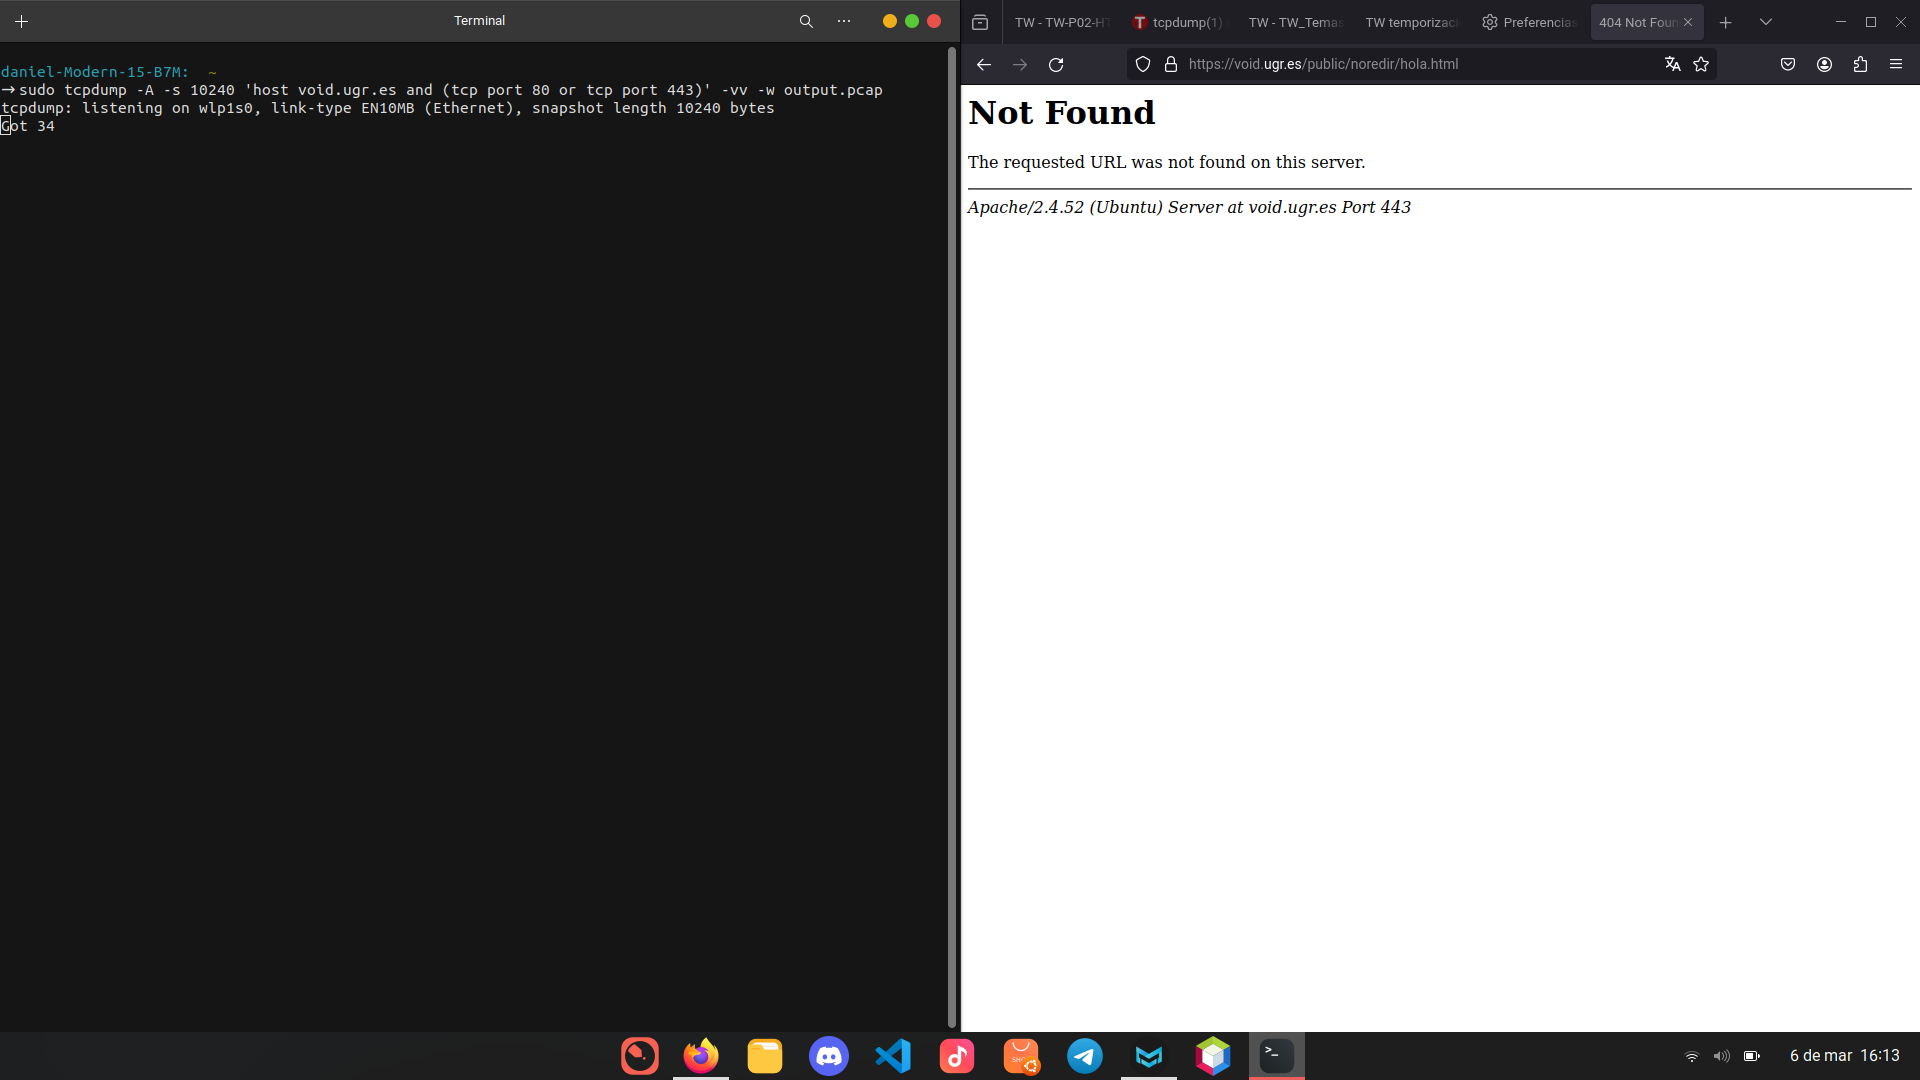 Terminal
daniel-Modern-15-B7M: ~
→sudo tcpdump -A -s 10240 'host void.ugr.es and (tcp port 80 or tcp port 443)' -vv -w output.pcap
tcpdump: listening on wlp1s0, link-type EN10MB (Ethernet), snapshot length 10240 bytes
Got 34
TW - TW-P02-HT
tcpdump(1)
TW - TW_Temas
TW temporizac
Preferencias
404 Not Foun
https://void.ugr.es/public/noredir/hola.html
Not Found
The requested URL was not found on this server.
Apache/2.4.52 (Ubuntu) Server at void.ugr.es Port 443
6 de mar 16:13